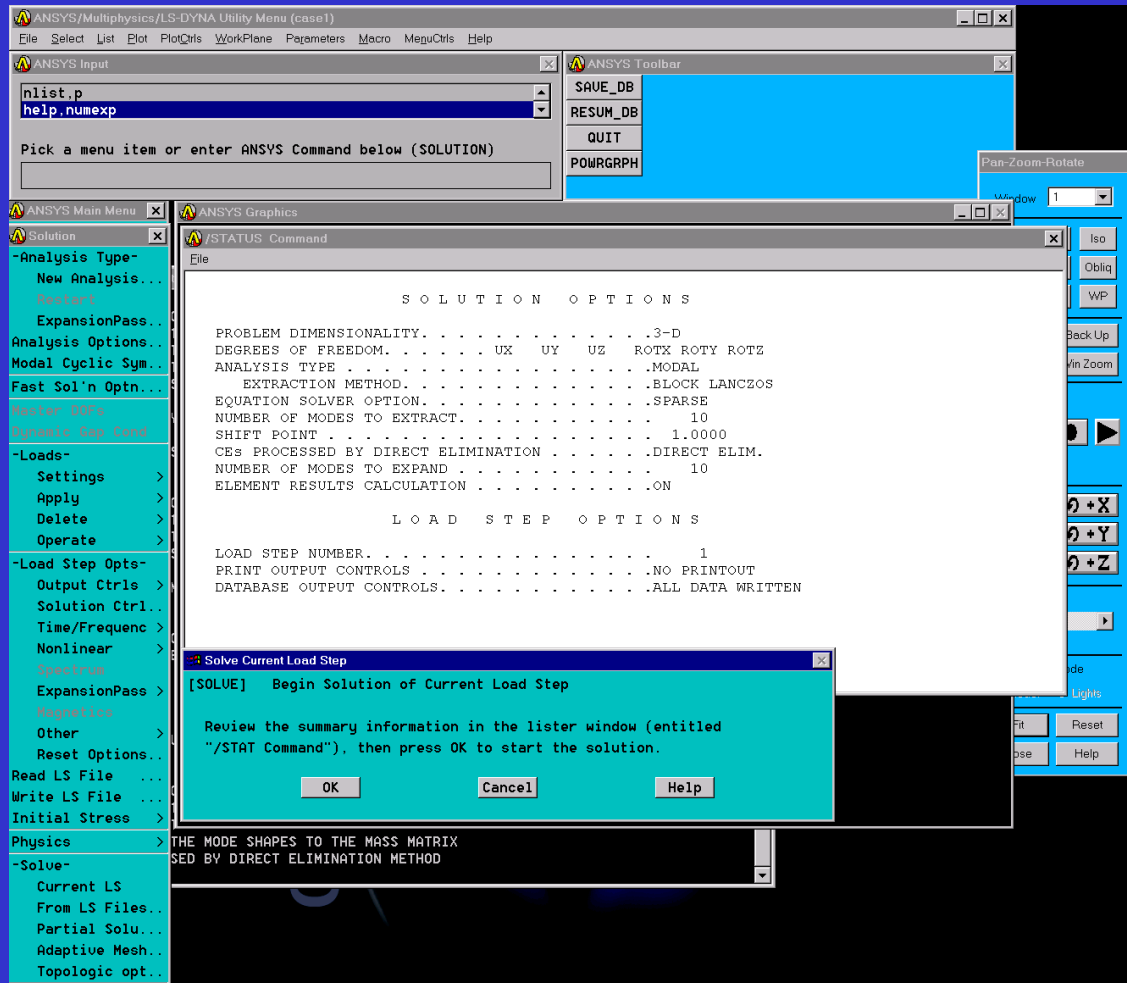 ANSYS/Multiphysics/LS-DYNA Utility Menu (case1)
File Select List Plot PlotCtrls WorkPlane Parameters Macro MenuCtrls Help
ANSYS Input
nlist,p
help,numexp
Pick a menu item or enter ANSYS Command below (SOLUTION)
ANSYS Toolbar
SAVE_DB
RESUM_DB
QUIT
POWRGRPH
Pan-Zoom-Rotate
Window 1
Iso
Obliq
WP
Back Up
Win Zoom
+X
+Y
+Z
Lights
Fit
Reset
Help
ANSYS Main Menu
Solution
-Analysis Type-
New Analysis...
Restart
ExpansionPass..
Analysis Options..
Modal Cyclic Sym..
Fast Sol'n Optn...
Master DOFs
Dynamic Gap Cond
-Loads-
Settings >
Apply >
Delete >
Operate >
-Load Step Opts-
Output Ctrls >
Solution Ctrl..
Time/Frequenc >
Nonlinear >
Spectrum
ExpansionPass >
Magnetics
Other >
Reset Options..
Read LS File ...
Write LS File ...
Initial Stress >
Physics >
-Solve-
Current LS
From LS Files..
Partial Solu...
Adaptive Mesh..
Topologic opt..
ANSYS Graphics
/STATUS Command
File
S O L U T I O N   O P T I O N S
PROBLEM DIMENSIONALITY. . . . . . . . . . . . .3-D
DEGREES OF FREEDOM. . . . . . UX   UY   UZ   ROTX ROTY ROTZ
ANALYSIS TYPE . . . . . . . . . . . . . . . . .MODAL
EXTRACTION METHOD. . . . . . . . . . . . . .BLOCK LANCZOS
EQUATION SOLVER OPTION. . . . . . . . . . . . .SPARSE
NUMBER OF MODES TO EXTRACT. . . . . . . . . . .    10
SHIFT POINT . . . . . . . . . . . . . . . . . .  1.0000
CEs PROCESSED BY DIRECT ELIMINATION . . . . . .DIRECT ELIM.
NUMBER OF MODES TO EXPAND . . . . . . . . . . .    10
ELEMENT RESULTS CALCULATION . . . . . . . . . .ON
L O A D   S T E P   O P T I O N S
LOAD STEP NUMBER. . . . . . . . . . . . . . . .     1
PRINT OUTPUT CONTROLS . . . . . . . . . . . . .NO PRINTOUT
DATABASE OUTPUT CONTROLS. . . . . . . . . . . .ALL DATA WRITTEN
Solve Current Load Step
[SOLVE] Begin Solution of Current Load Step
Review the summary information in the lister window (entitled
"/STAT Command"), then press OK to start the solution.
OK
Cancel
Help
THE MODE SHAPES TO THE MASS MATRIX
SED BY DIRECT ELIMINATION METHOD